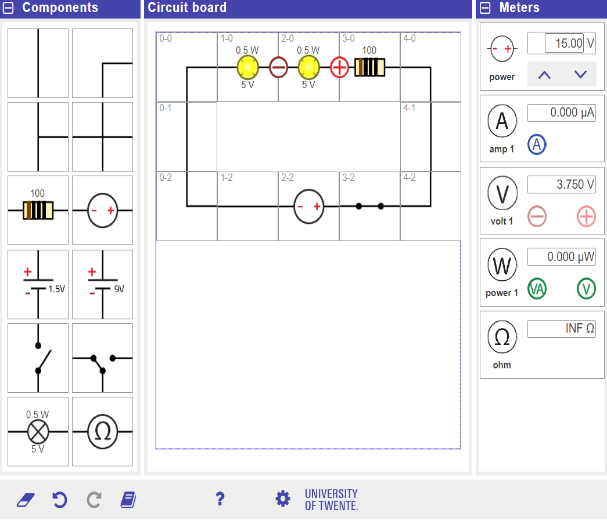 Components
Circuit board
Meters
0-0
1-0
2-0
3-0
4-0
0.5 W
0.5 W
100
5 V
5 V
0-1
4-1
0-2
1-2
2-2
3-2
4-2
- +
100
- +
+
-
1.5V
+
-
9V
0.5 W
5 V
Ω
- +
15.00 V
power
A
0.000 µA
A
amp 1
V
3.750 V
volt 1
W
0.000 µW
VA
V
power 1
Ω
INF Ω
ohm
?
UNIVERSITY
OF TWENTE.